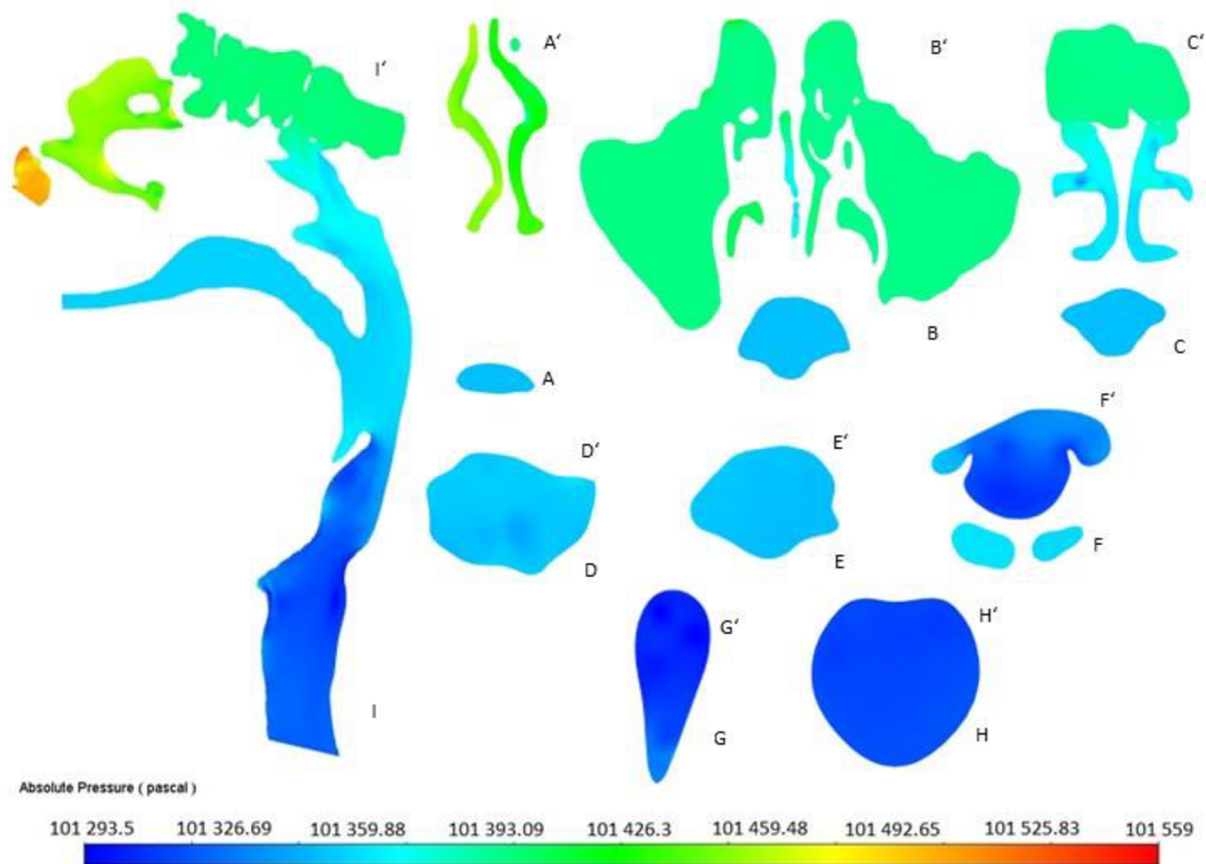 I'
A'
B'
C'
B
C
A
F'
D'
E'
F
D
E
G'
H'
I
G
H
Absolute Pressure ( pascal )
101 293.5 101 326.69 101 359.88 101 393.09 101 426.3 101 459.48 101 492.65 101 525.83 101 559